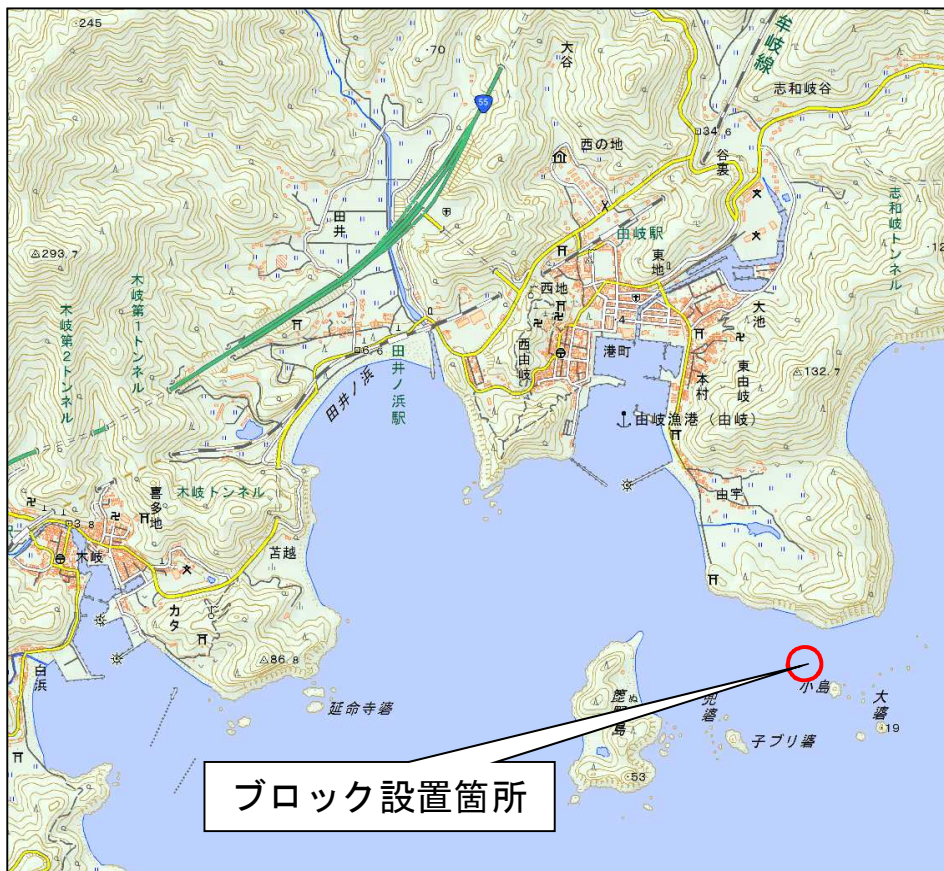 ·245
·70
大谷
牟岐線
55
志和岐谷
34.6
西の地
谷裏
田井
由岐駅
東地
志和岐トンネル
293.7
木岐第1トンネル
木岐第2トンネル
西地
4
大池
6.6
田井ノ浜
田井ノ浜駅
西由岐
港町
本村
東由岐
132.7
由岐漁港(由岐)
木岐トンネル
喜多地
由宇
3.8
木岐
苫越
カタ
86.8
白浜
延命寺碆
小島
大碆
19
子ブリ碆
·53
ブロック設置箇所